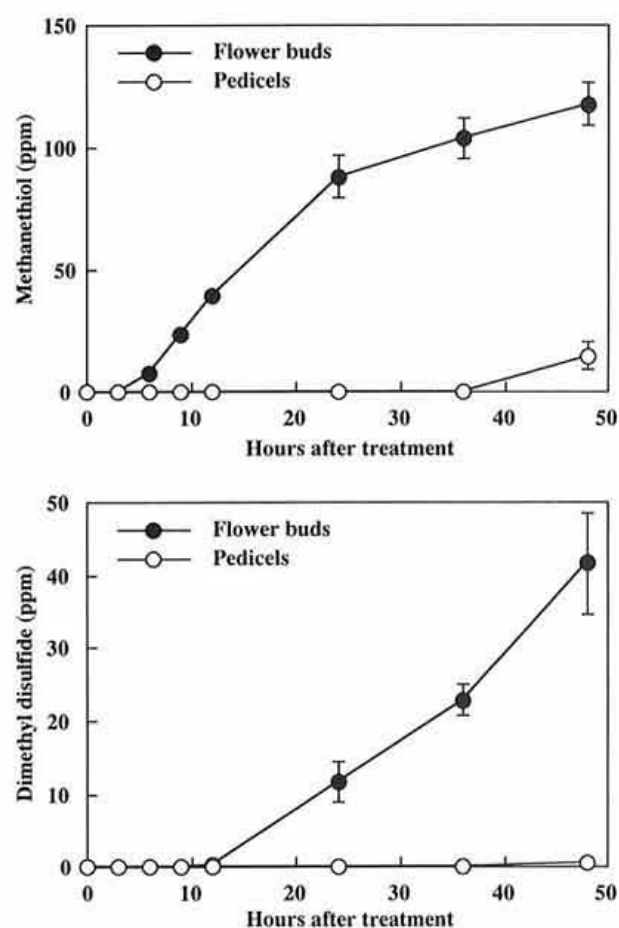 150
Flower buds
Pedicels
100
50
0
Methanethiol (ppm)
0 10 20 30 40 50
Hours after treatment
50
Flower buds
Pedicels
40
30
20
10
0
Dimethyl disulfide (ppm)
0 10 20 30 40 50
Hours after treatment